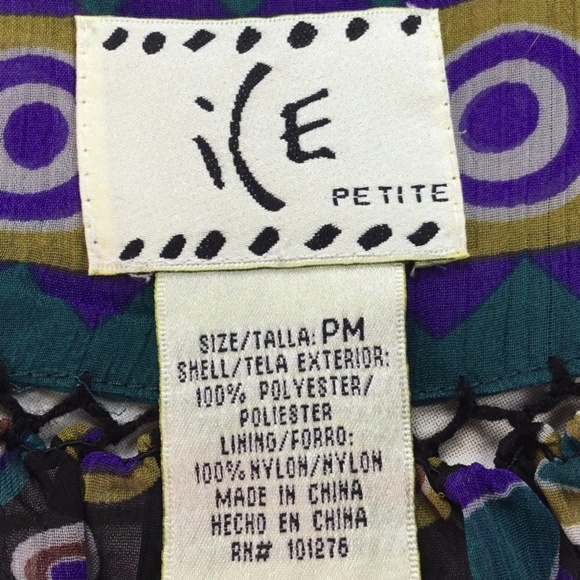 iCE
PETITE
SIZE/TALLA: PM
SHELL/TELA EXTERIOR:
100% POLYESTER/
POLIESTER
LINING/FORRO:
100% NYLON/NYLON
MADE IN CHINA
HECHO EN CHINA
RN# 101276